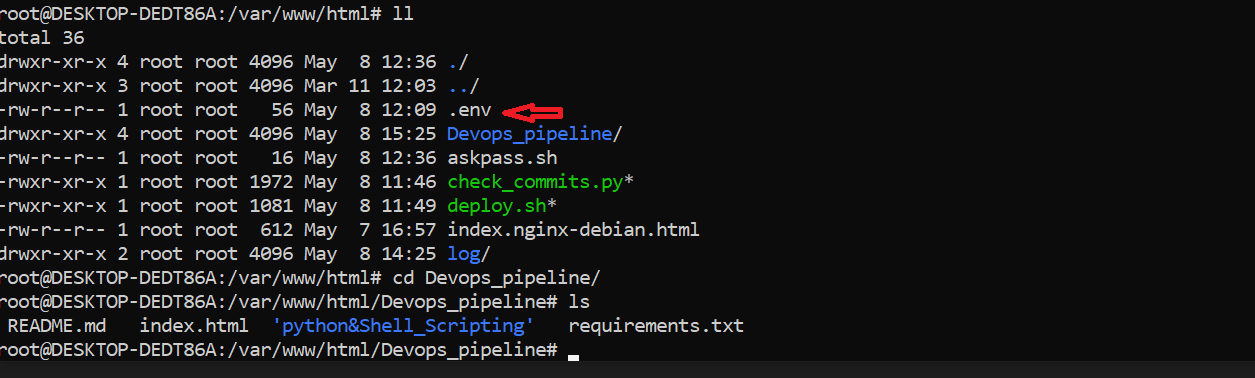 root@DESKTOP-DEDT86A:/var/www/html# ll
total 36
drwxr-xr-x 4 root root 4096 May  8 12:36 ./
drwxr-xr-x 3 root root 4096 Mar 11 12:03 ../
-rw-r--r-- 1 root root   56 May  8 12:09 .env
drwxr-xr-x 4 root root 4096 May  8 15:25 Devops_pipeline/
-rw-r--r-- 1 root root   16 May  8 12:36 askpass.sh
-rwxr-xr-x 1 root root 1972 May  8 11:46 check_commits.py*
-rwxr-xr-x 1 root root 1081 May  8 11:49 deploy.sh*
-rw-r--r-- 1 root root  612 May  7 16:57 index.nginx-debian.html
drwxr-xr-x 2 root root 4096 May  8 14:25 log/
root@DESKTOP-DEDT86A:/var/www/html# cd Devops_pipeline/
root@DESKTOP-DEDT86A:/var/www/html/Devops_pipeline# ls
README.md   index.html  'python&Shell_Scripting'   requirements.txt
root@DESKTOP-DEDT86A:/var/www/html/Devops_pipeline#